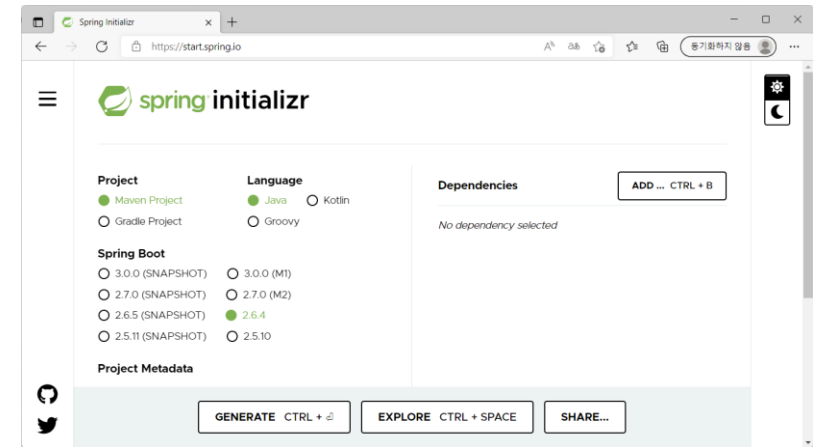 Spring Initializr
https://start.spring.io
동기화하지 않음
spring initializr
Project
Language
Maven Project
Java
Kotlin
Gradle Project
Groovy
Spring Boot
3.0.0 (SNAPSHOT)
3.0.0 (M1)
2.7.0 (SNAPSHOT)
2.7.0 (M2)
2.6.5 (SNAPSHOT)
2.6.4
2.5.11 (SNAPSHOT)
2.5.10
Project Metadata
Dependencies
ADD ... CTRL + B
No dependency selected
GENERATE CTRL + ⏎
EXPLORE CTRL + SPACE
SHARE...